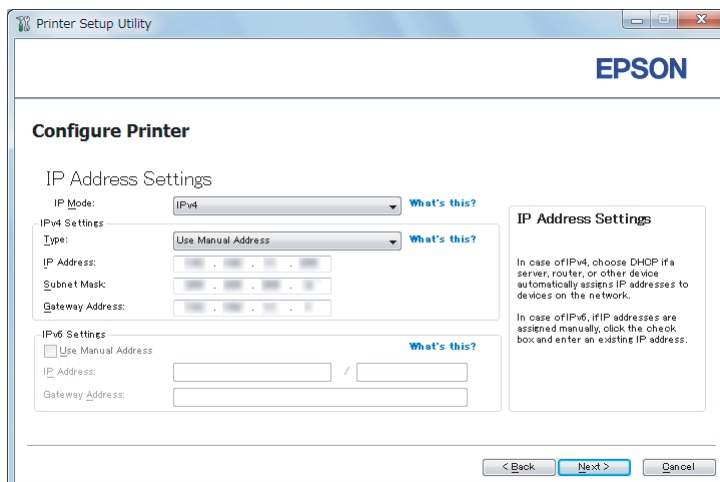 Printer Setup Utility
EPSON
Configure Printer
IP Address Settings
IP Mode:
IPv4
What's this?
IPv4 Settings
Type:
Use Manual Address
What's this?
IP Address:
Subnet Mask:
Gateway Address:
IPv6 Settings
Use Manual Address
What's this?
IP Address:
/
Gateway Address:
IP Address Settings
In case of IPv4, choose DHCP if a
server, router, or other device
automatically assigns IP addresses to
devices on the network.
In case of IPv6, if IP addresses are
assigned manually, click the check
box and enter an existing IP address.
< Back
Next >
Cancel